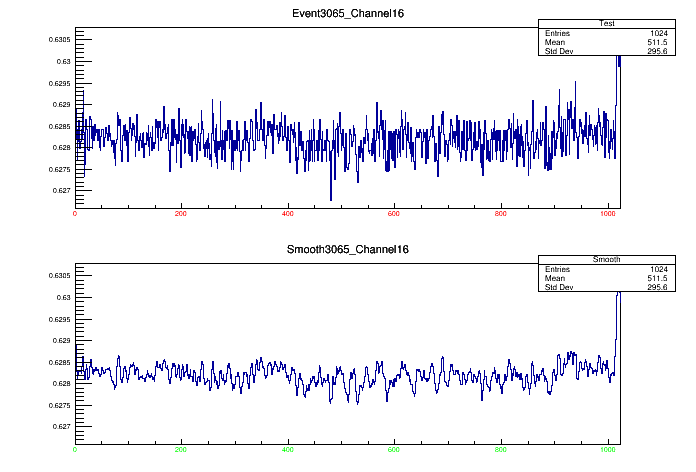 Event3065_Channel16
Test
Entries 1024
Mean 511.5
Std Dev 295.6
0.6305
0.63
0.6295
0.629
0.6285
0.628
0.6275
0.627
0 200 400 600 800 1000
Smooth3065_Channel16
Smooth
Entries 1024
Mean 511.5
Std Dev 295.6
0.6305
0.63
0.6295
0.629
0.6285
0.628
0.6275
0.627
0 200 400 600 800 1000